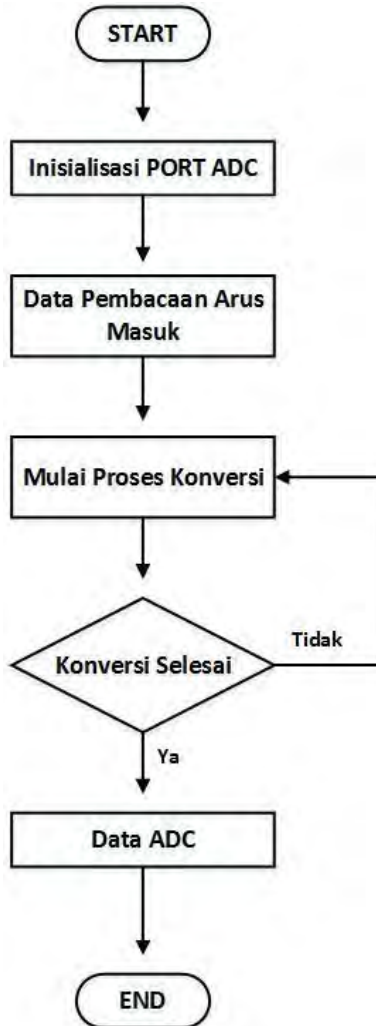 START
Inisialisasi PORT ADC
Data Pembacaan Arus
Masuk
Mulai Proses Konversi
Konversi Selesai
Tidak
Ya
Data ADC
END